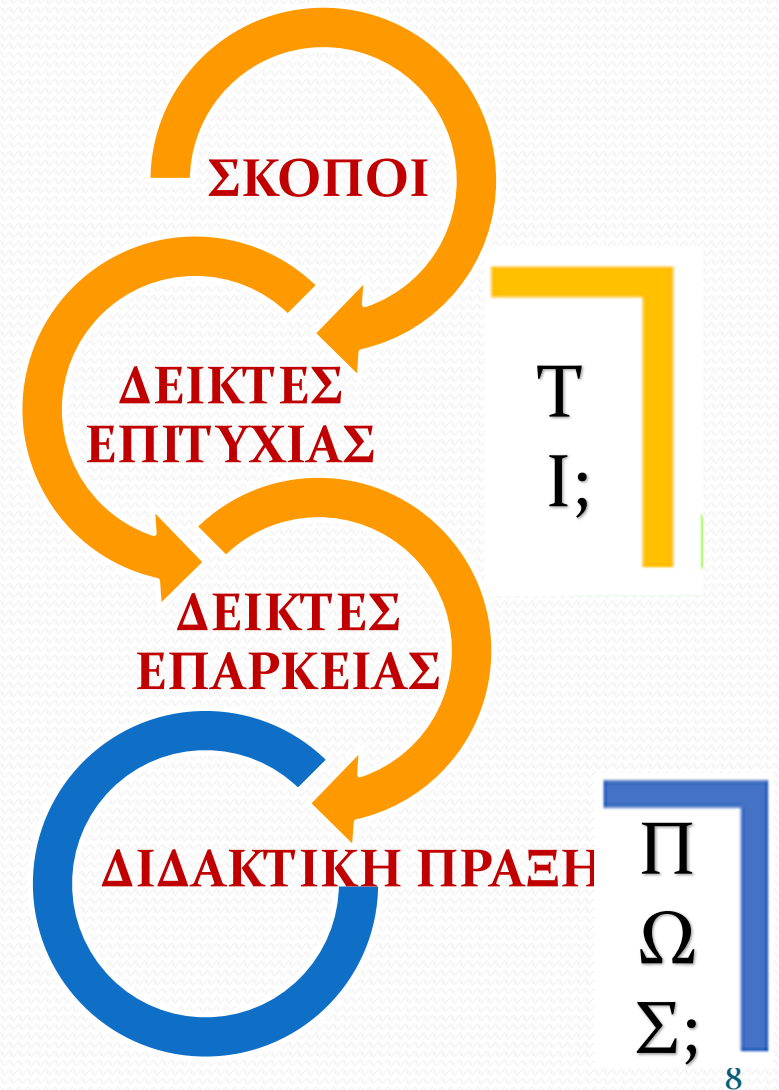 ΣΚΟΠΟΙ
ΔΕΙΚΤΕΣ
ΕΠΙΤΥΧΙΑΣ
Τ
Ι;
ΔΕΙΚΤΕΣ
ΕΠΑΡΚΕΙΑΣ
ΔΙΔΑΚΤΙΚΗ ΠΡΑΞΗ
Π
Ω
Σ;
8